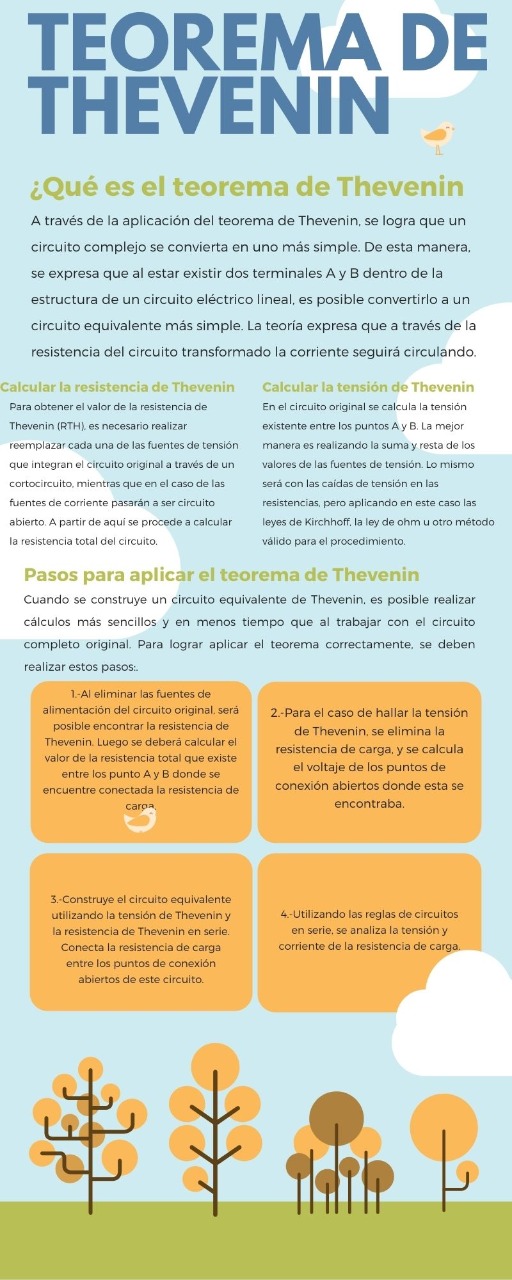 TEOREMA DE
THEVENIN
¿Qué es el teorema de Thevenin
A través de la aplicación del teorema de Thevenin, se logra que un
circuito complejo se convierta en uno más simple. De esta manera,
se expresa que al estar existir dos terminales A y B dentro de la
estructura de un circuito eléctrico lineal, es posible convertirlo a un
circuito equivalente más simple. La teoría expresa que a través de la
resistencia del circuito transformado la corriente seguirá circulando.
Calcular la resistencia de Thevenin
Para obtener el valor de la resistencia de
Thevenin (RTH), es necesario realizar
reemplazar cada una de las fuentes de tensión
que integran el circuito original a través de un
cortocircuito, mientras que en el caso de las
fuentes de corriente pasarán a ser circuito
abierto. A partir de aquí se procede a calcular
la resistencia total del circuito.
Calcular la tensión de Thevenin
En el circuito original se calcula la tensión
existente entre los puntos A y B. La mejor
manera es realizando la suma y resta de los
valores de las fuentes de tensión. Lo mismo
será con las caídas de tensión en las
resistencias, pero aplicando en este caso las
leyes de Kirchhoff, la ley de ohm u otro método
válido para el procedimiento.
Pasos para aplicar el teorema de Thevenin
Cuando se construye un circuito equivalente de Thevenin, es posible realizar
cálculos más sencillos y en menos tiempo que al trabajar con el circuito
completo original. Para lograr aplicar el teorema correctamente, se deben
realizar estos pasos:.
1.-Al eliminar las fuentes de
alimentación del circuito original, será
posible encontrar la resistencia de
Thevenin. Luego se deberá calcular el
valor de la resistencia total que existe
entre los punto A y B donde se
encuentre conectada la resistencia de
carga.
2.-Para el caso de hallar la tensión
de Thevenin, se elimina la
resistencia de carga, y se calcula
el voltaje de los puntos de
conexión abiertos donde esta se
encontraba.
3.-Construye el circuito equivalente
utilizando la tensión de Thevenin y
la resistencia de Thevenin en serie.
Conecta la resistencia de carga
entre los puntos de conexión
abiertos de este circuito.
4.-Utilizando las reglas de circuitos
en serie, se analiza la tensión y
corriente de la resistencia de carga.